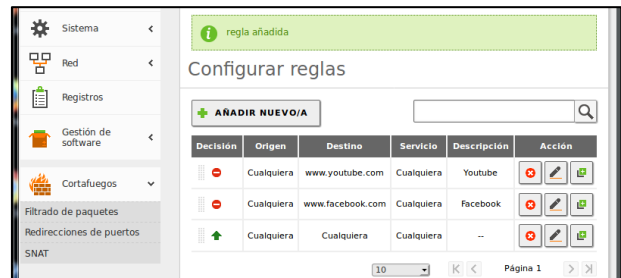 Sistema
Red
Registros
Gestión de
software
Cortafuegos
Filtrado de paquetes
Redirecciones de puertos
SNAT
regla añadida
Configurar reglas
AÑADIR NUEVO/A
Decisión Origen Destino Servicio Descripción Acción
Cualquiera www.youtube.com Cualquiera Youtube
Cualquiera www.facebook.com Cualquiera Facebook
Cualquiera Cualquiera Cualquiera --
10 Página 1